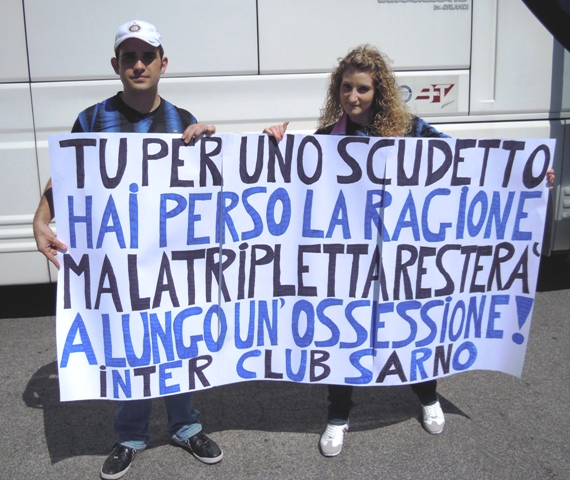 TU PER UNO SCUDETTO
HAI PERSO LA RAGIONE
MA LA TRIPLETTA RESTERA'
A LUNGO UN'OSSESSIONE!
INTER CLUB SARNO